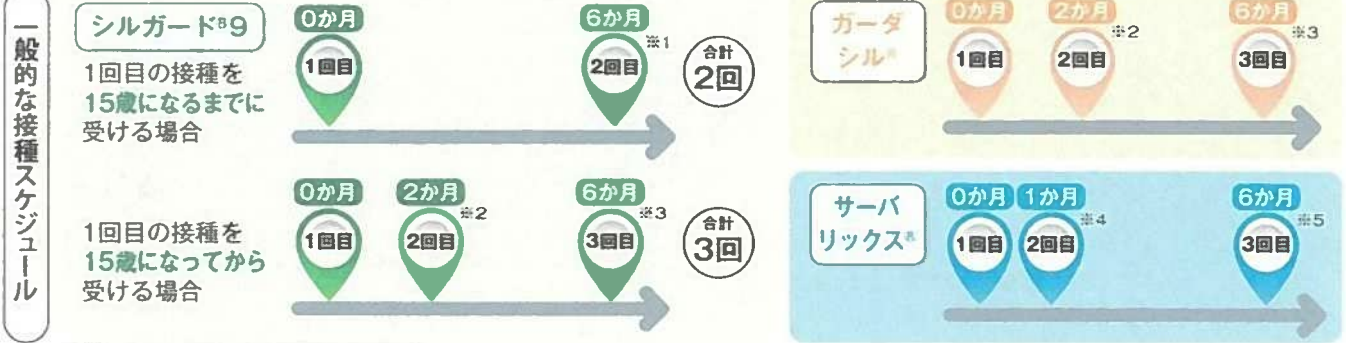 一般的な接種スケジュール
シルガード®9
1回目の接種を
15歳になるまでに
受ける場合
0か月
6か月
1回目
2回目
※1
合計
2回
1回目の接種を
15歳になってから
受ける場合
0か月
2か月
6か月
1回目
2回目
※2
3回目
※3
合計
3回
ガーダ
シル®
0か月
2か月
6か月
1回目
2回目
※2
3回目
※3
サーバ
リックス®
0か月
1か月
6か月
1回目
2回目
※4
3回目
※5